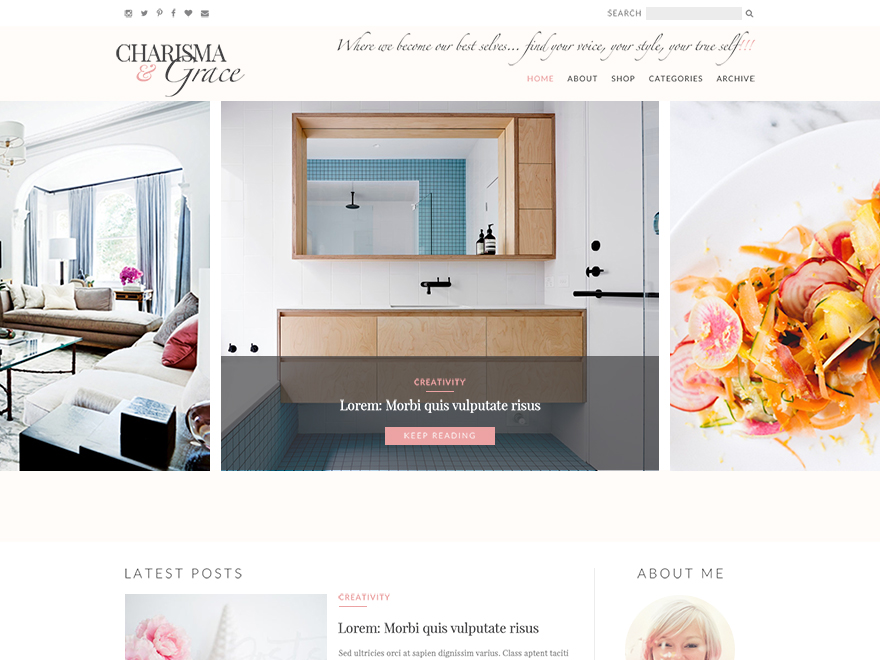 SEARCH
CHARISMA
& Grace
Where we become our best selves... find your voice, your style, your true self!!!
HOME ABOUT SHOP CATEGORIES ARCHIVE
CREATIVITY
Lorem: Morbi quis vulputate risus
KEEP READING
LATEST POSTS
ABOUT ME
CREATIVITY
Lorem: Morbi quis vulputate risus
Sed ultricies orci at sapien dignissim varius. Class aptent taciti